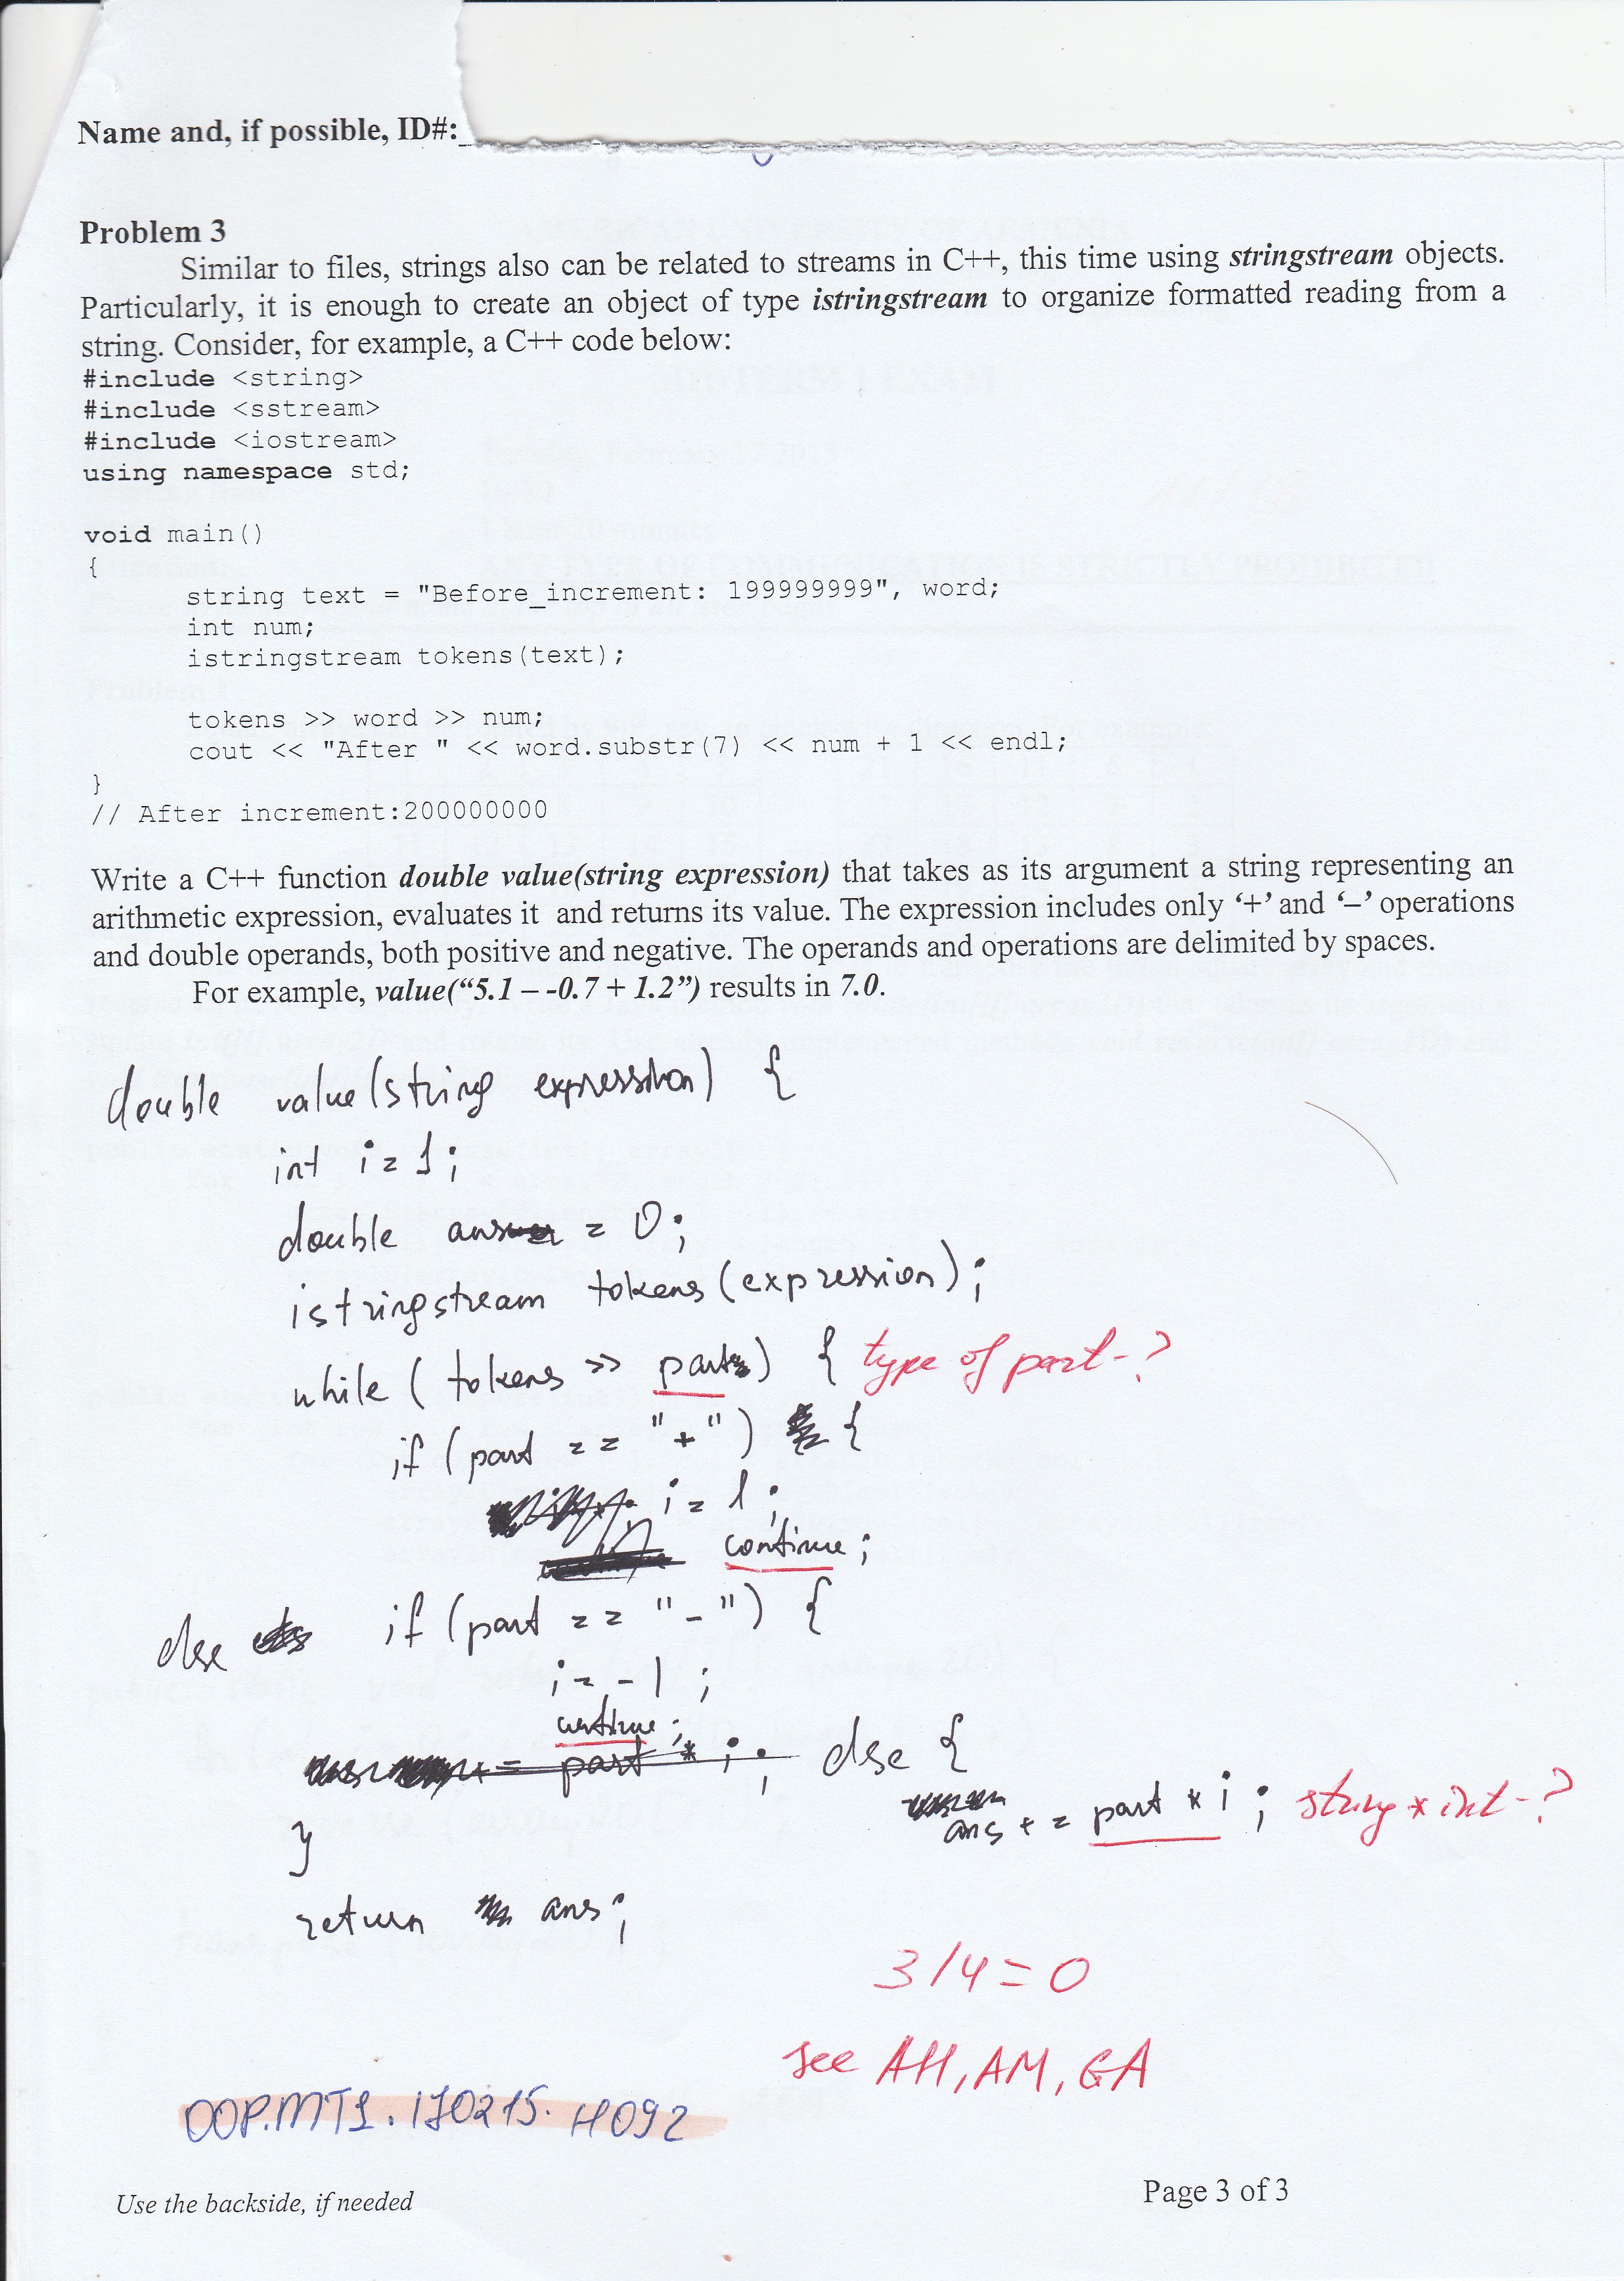 Name and, if possible, ID#:
Problem 3
Similar to files, strings also can be related to streams in C++, this time using stringstream objects.
Particularly, it is enough to create an object of type istringstream to organize formatted reading from a
string. Consider, for example, a C++ code below:
#include <string>
#include <sstream>
#include <iostream>
using namespace std;
void main()
{
string text = "Before_increment: 199999999", word;
int num;
istringstream tokens(text);
tokens >> word >> num;
cout << "After " << word.substr(7) << num + 1 << endl;
}
// After increment:200000000
Write a C++ function double value(string expression) that takes as its argument a string representing an
arithmetic expression, evaluates it and returns its value. The expression includes only ‘+’ and ‘–’ operations
and double operands, both positive and negative. The operands and operations are delimited by spaces.
For example, value(“5.1 – -0.7 + 1.2”) results in 7.0.
double value(string expression) {
int i = 1;
double ans = 0;
istringstream tokens (expression);
while ( tokens >> part) { type of part-?
if (part == "+") {
i = 1;
continue;
else if (part == "-") {
i = -1;
continue;
part * i; else {
ans += part * i; string * int-?
}
return ans;
3/4=0
see AH, AM, GA
OOP.MT1.170215.H092
Use the backside, if needed
Page 3 of 3